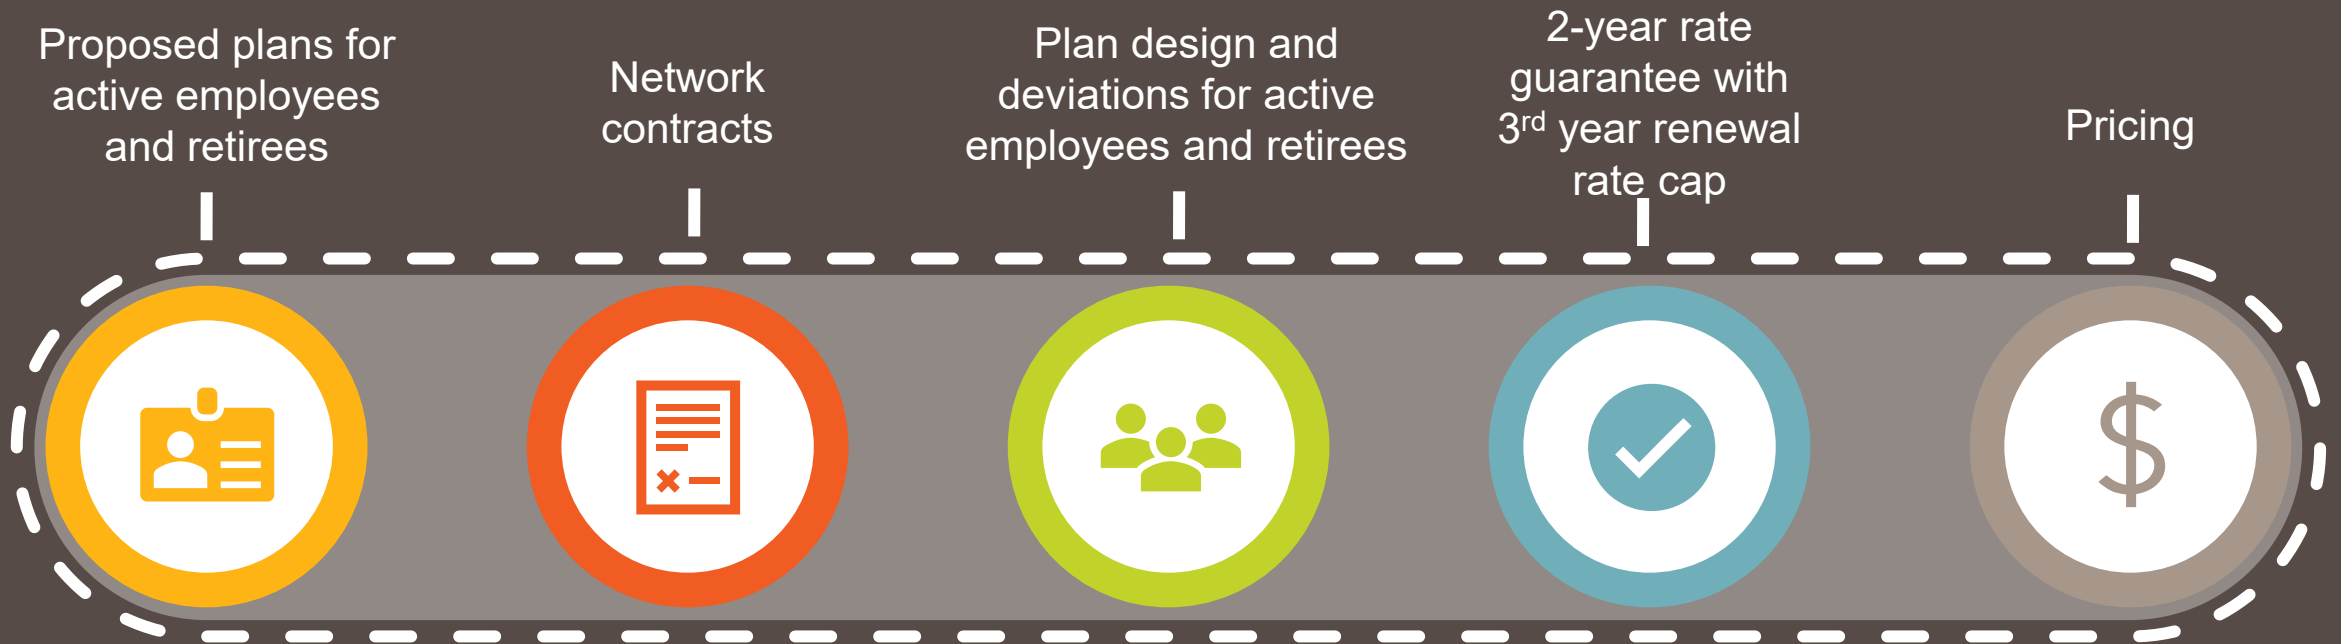 Proposed plans for
active employees
and retirees
Network
contracts
Plan design and
deviations for active
employees and retirees
2-year rate
guarantee with
3rd year renewal
rate cap
Pricing
$